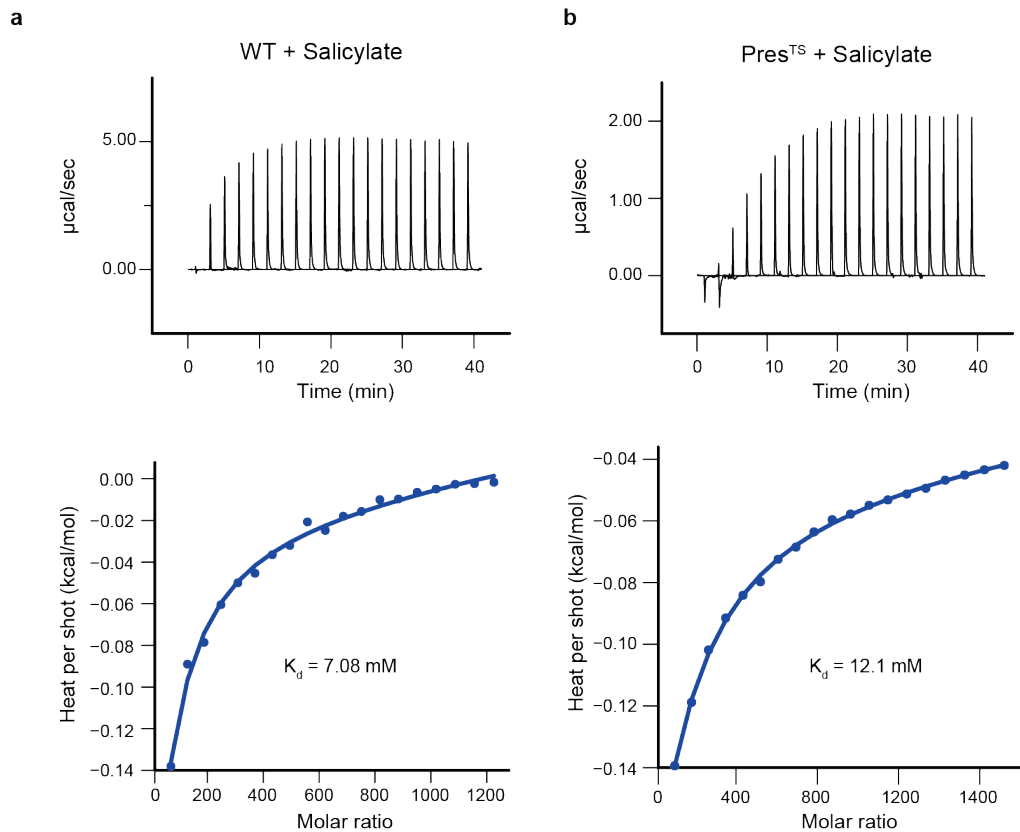 a
WT + Salicylate
5.00
0.00
µcal/sec
0 10 20 30 40
Time (min)
0.00
−0.02
−0.04
−0.06
−0.08
−0.10
−0.12
−0.14
Heat per shot (kcal/mol)
Kd = 7.08 mM
0 200 400 600 800 1000 1200
Molar ratio
b
PresTS + Salicylate
2.00
1.00
0.00
µcal/sec
0 10 20 30 40
Time (min)
−0.04
−0.06
−0.08
−0.10
−0.12
−0.14
Heat per shot (kcal/mol)
Kd = 12.1 mM
0 400 800 1200 1400
Molar ratio